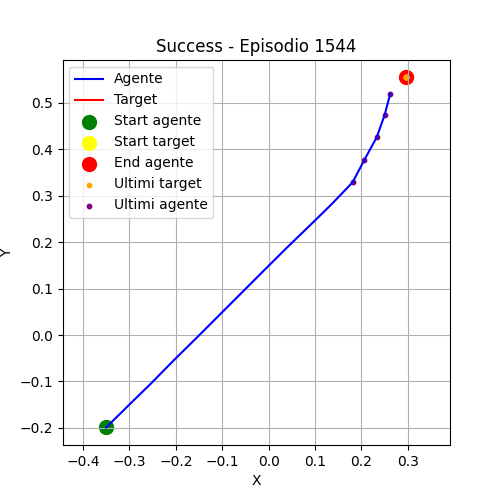 Success - Episodio 1544
Agente
Target
Start agente
Start target
End agente
Ultimi target
Ultimi agente
0.5
0.4
0.3
0.2
0.1
0.0
−0.1
−0.2
Y
−0.4
−0.3
−0.2
−0.1
0.0
0.1
0.2
0.3
X